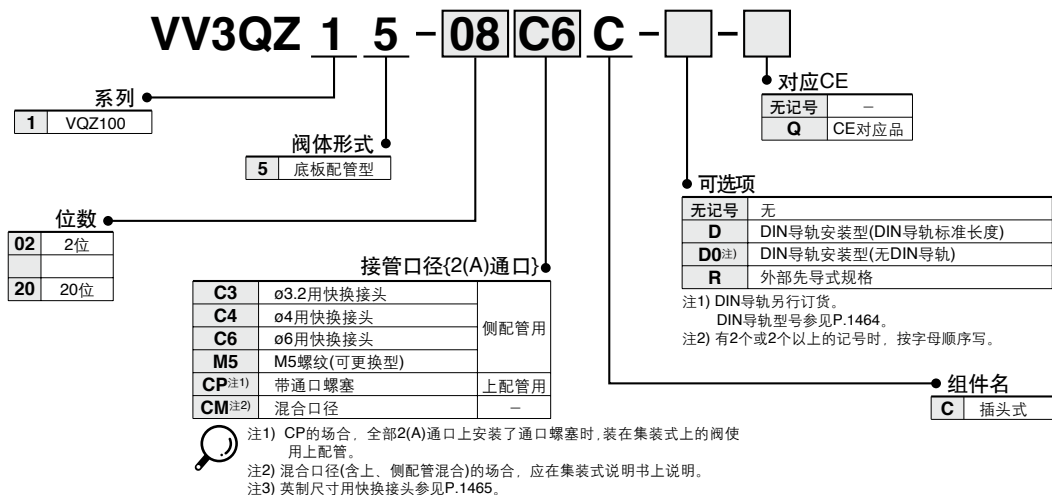 VV3QZ 1 5 - 08 C6 C - □ - □
系列
1 VQZ100
阀体形式
5 底板配管型
位数
02 2位
20 20位
接管口径{2(A)通口}
C3 ø3.2用快换接头
C4 ø4用快换接头
C6 ø6用快换接头
M5 M5螺纹(可更换型)
侧配管用
CP注1) 带通口螺塞 上配管用
CM注2) 混合口径 –
注1) CP的场合，全部2(A)通口上安装了通口螺塞时,装在集装式上的阀使
用上配管。
注2) 混合口径(含上、侧配管混合)的场合，应在集装式说明书上说明。
注3) 英制尺寸用快换接头参见P.1465。
对应CE
无记号 –
Q CE对应品
可选项
无记号 无
D DIN导轨安装型(DIN导轨标准长度)
D0注) DIN导轨安装型(无DIN导轨)
R 外部先导式规格
注1) DIN导轨另行订货。
DIN导轨型号参见P.1464。
注2) 有2个或2个以上的记号时，按字母顺序写。
组件名
C 插头式